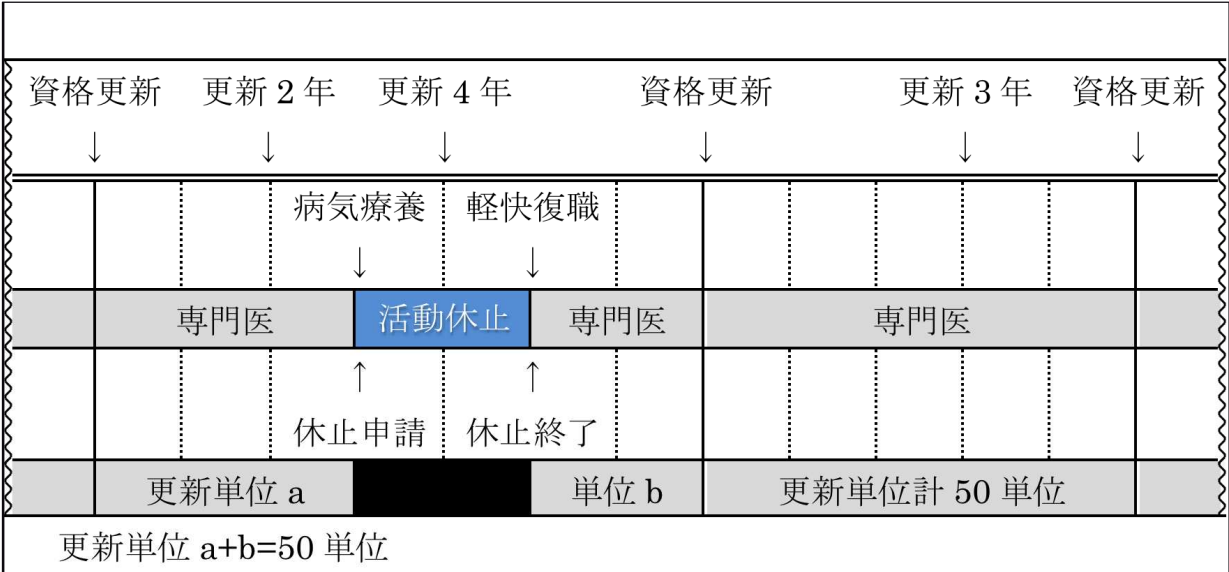 資格更新 更新 2 年 更新 4 年 資格更新 更新 3 年 資格更新
↓ ↓ ↓ ↓ ↓ ↓
病気療養 軽快復職
↓ ↓
専門医 活動休止 専門医 専門医
↑ ↑
休止申請 休止終了
更新単位 a 単位 b 更新単位計 50 単位
更新単位 a+b=50 単位